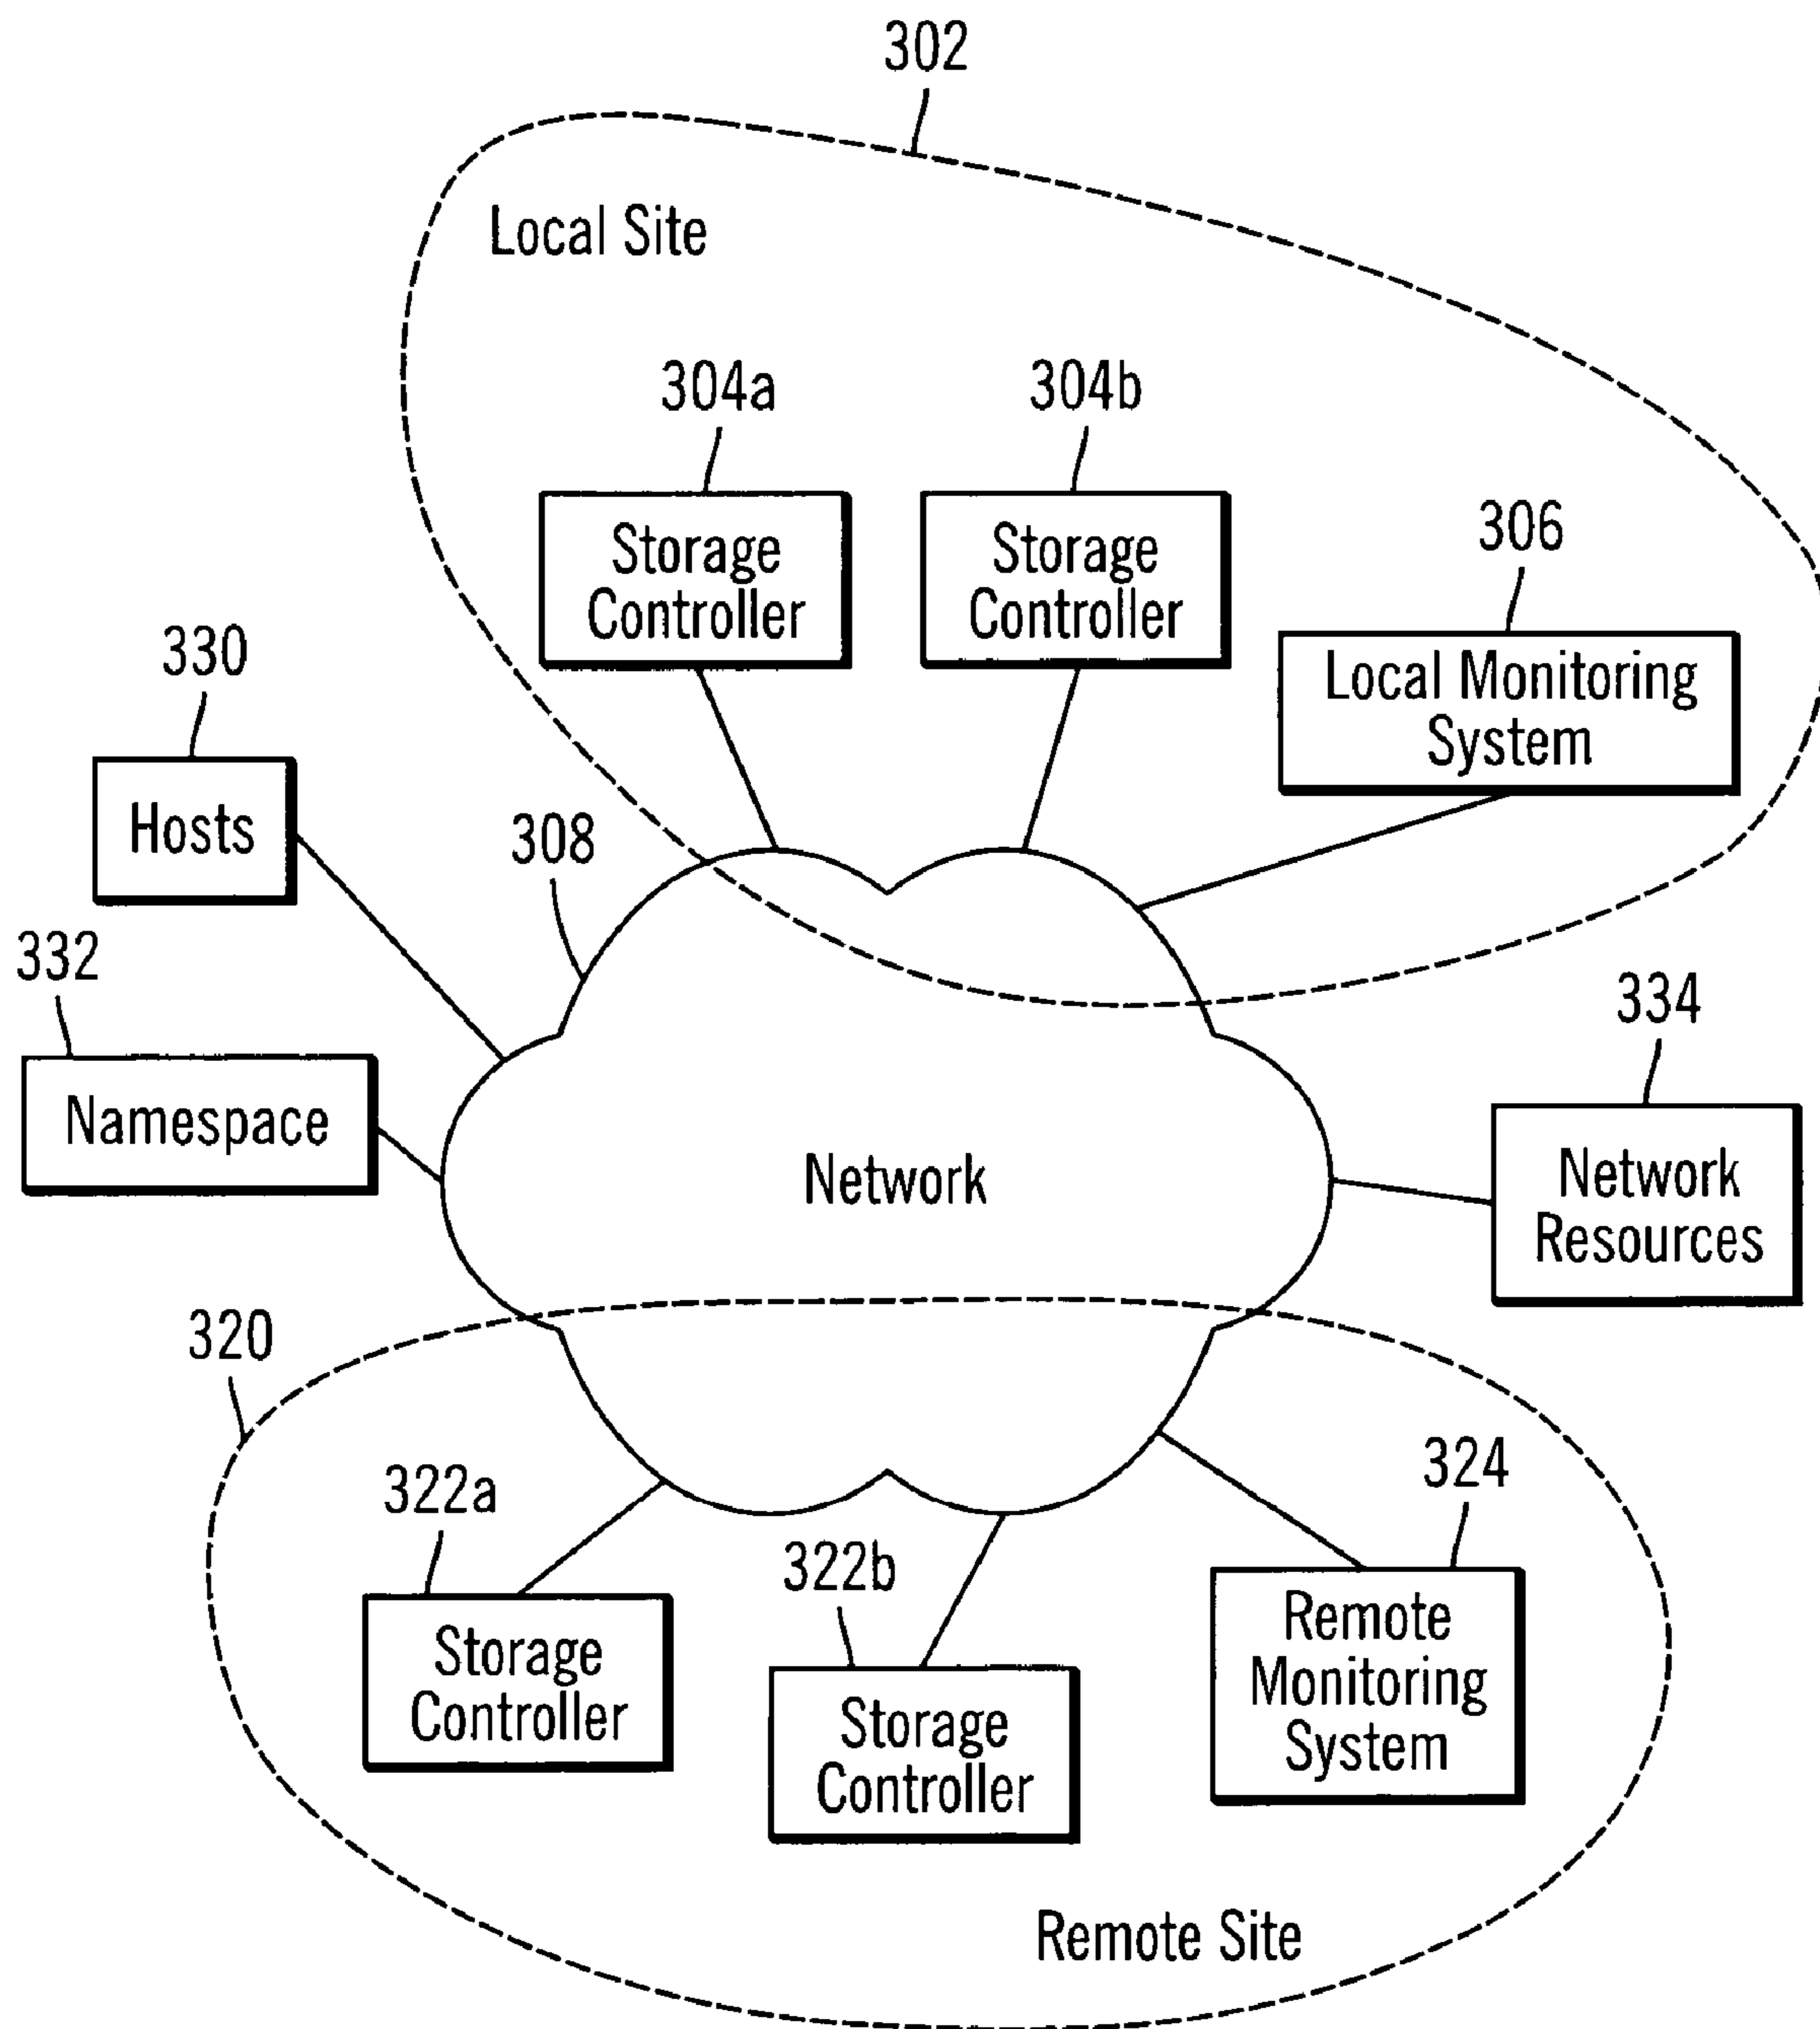 302
Local Site
304a
304b
Storage
Controller
Storage
Controller
306
Local Monitoring
System
330
Hosts
308
332
Namespace
334
Network
Resources
Network
320
322a
Storage
Controller
322b
Storage
Controller
324
Remote
Monitoring
System
Remote Site